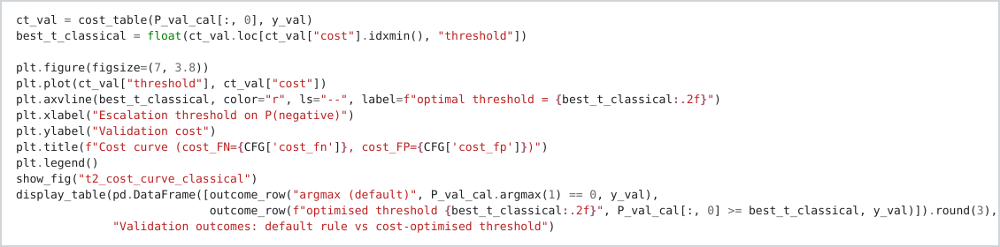 ct_val = cost_table(P_val_cal[:, 0], y_val)
best_t_classical = float(ct_val.loc[ct_val["cost"].idxmin(), "threshold"])

plt.figure(figsize=(7, 3.8))
plt.plot(ct_val["threshold"], ct_val["cost"])
plt.axvline(best_t_classical, color="r", ls="--", label=f"optimal threshold = {best_t_classical:.2f}")
plt.xlabel("Escalation threshold on P(negative)")
plt.ylabel("Validation cost")
plt.title(f"Cost curve (cost_FN={CFG['cost_fn']}, cost_FP={CFG['cost_fp']})")
plt.legend()
show_fig("t2_cost_curve_classical")
display_table(pd.DataFrame([outcome_row("argmax (default)", P_val_cal.argmax(1) == 0, y_val),
                            outcome_row(f"optimised threshold {best_t_classical:.2f}", P_val_cal[:, 0] >= best_t_classical, y_val)]).round(3),
              "Validation outcomes: default rule vs cost-optimised threshold")